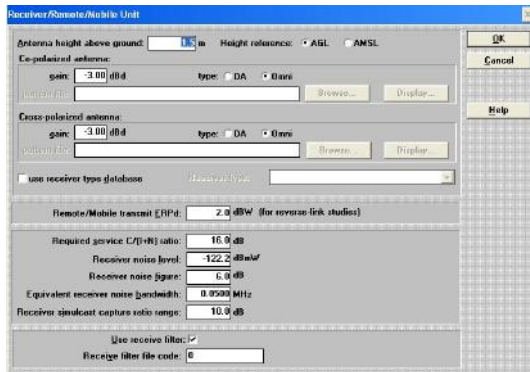 Receiver/Remote/Mobile Unit
Antenna height above ground: 1.5 m Height reference: AGL AMSL
Co-polarized antenna:
gain: -3.00 dBd type: DA Omni
pattern file: Browse... Display...
Cross-polarized antenna:
gain: -3.00 dBd type: DA Omni
pattern file: Browse... Display...
use receiver type database Receiver type:
Remote/Mobile transmit ERPd: 2.0 dBW (for reverse-link studies)
Required service C/(I+N) ratio: 16.0 dB
Receiver noise level: -122.2 dBmW
Receiver noise figure: 6.0 dB
Equivalent receiver noise bandwidth: 0.0500 MHz
Receiver simulcast capture ratio range: 10.0 dB
Use receive filter:
Receive filter file code: 0
OK
Cancel
Help